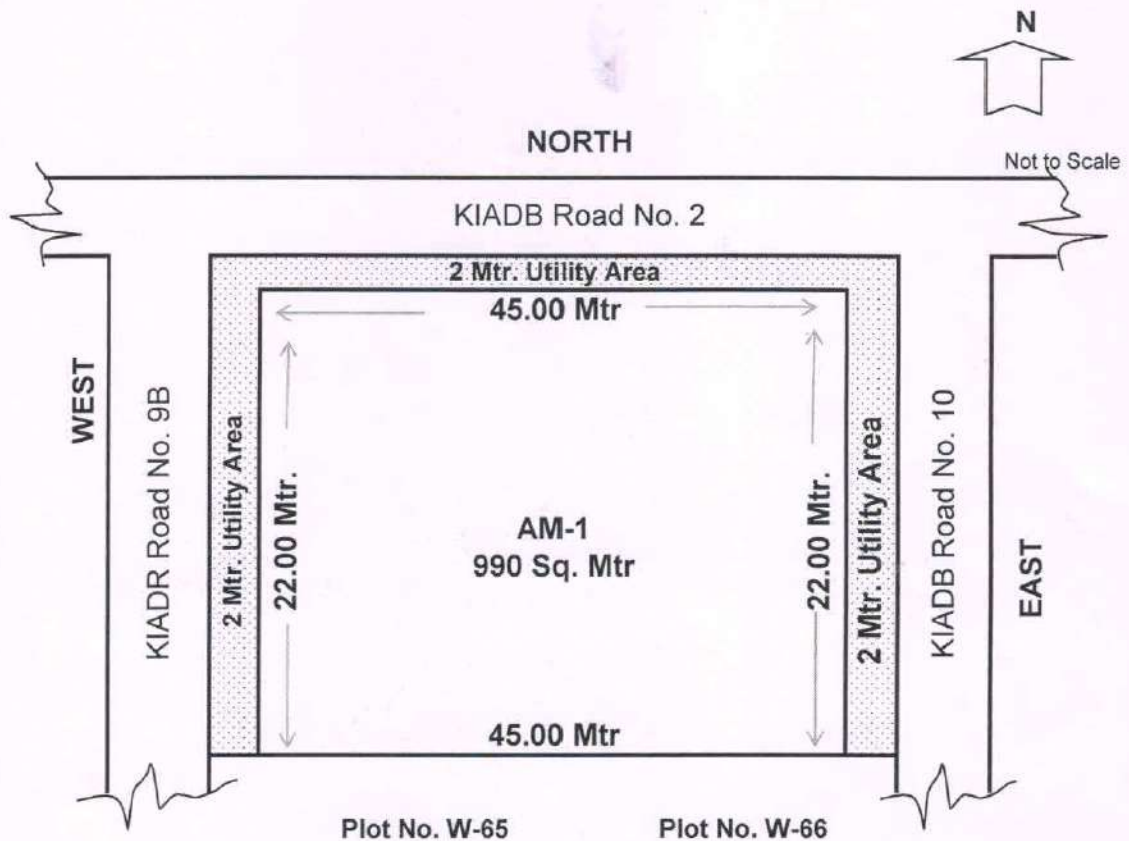 N
NORTH
Not to Scale
KIADB Road No. 2
2 Mtr. Utility Area
45.00 Mtr
WEST
KIADR Road No. 9B
2 Mtr. Utility Area
22.00 Mtr.
AM-1
990 Sq. Mtr
22.00 Mtr.
2 Mtr. Utility Area
KIADB Road No. 10
EAST
45.00 Mtr
Plot No. W-65
Plot No. W-66